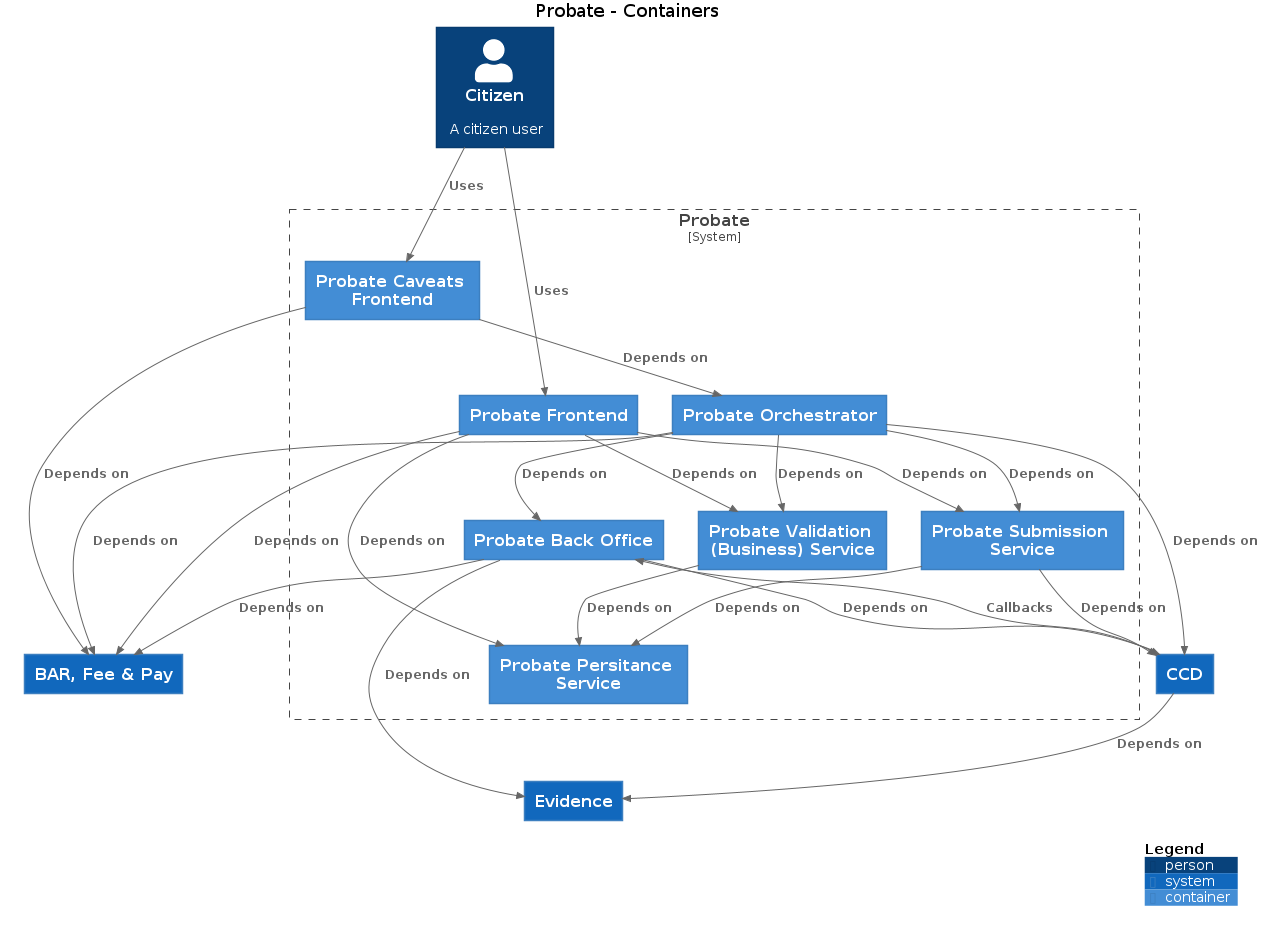 Probate - Containers
Citizen
A citizen user
Uses
Probate
[System]
Probate Caveats
Frontend
Uses
Depends on
Probate Frontend
Probate Orchestrator
Depends on
Depends on
Depends on
Depends on
Depends on
Depends on
Depends on
Depends on
Depends on
Depends on
Probate Back Office
Probate Validation
(Business) Service
Probate Submission
Service
Depends on
Depends on
Depends on
Depends on
Callbacks
Depends on
Depends on
BAR, Fee & Pay
Probate Persitance
Service
CCD
Depends on
Evidence
Legend
person
system
container